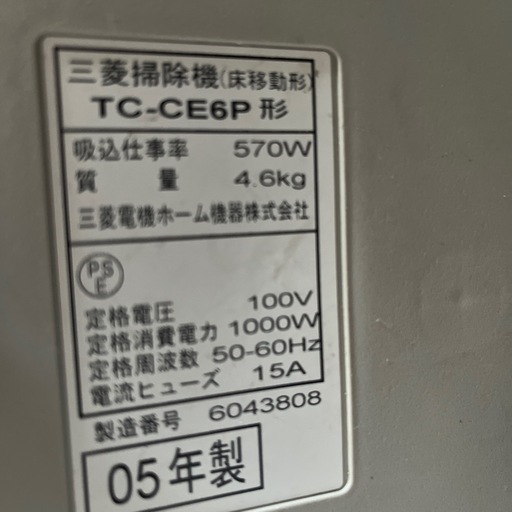 三菱掃除機(床移動形)
TC-CE6P 形
吸込仕事率 570W
質量 4.6kg
三菱電機ホーム機器株式会社
PS
E
定格電圧 100V
定格消費電力 1000W
定格周波数 50-60Hz
電流ヒューズ 15A
製造番号 6043808
05年製